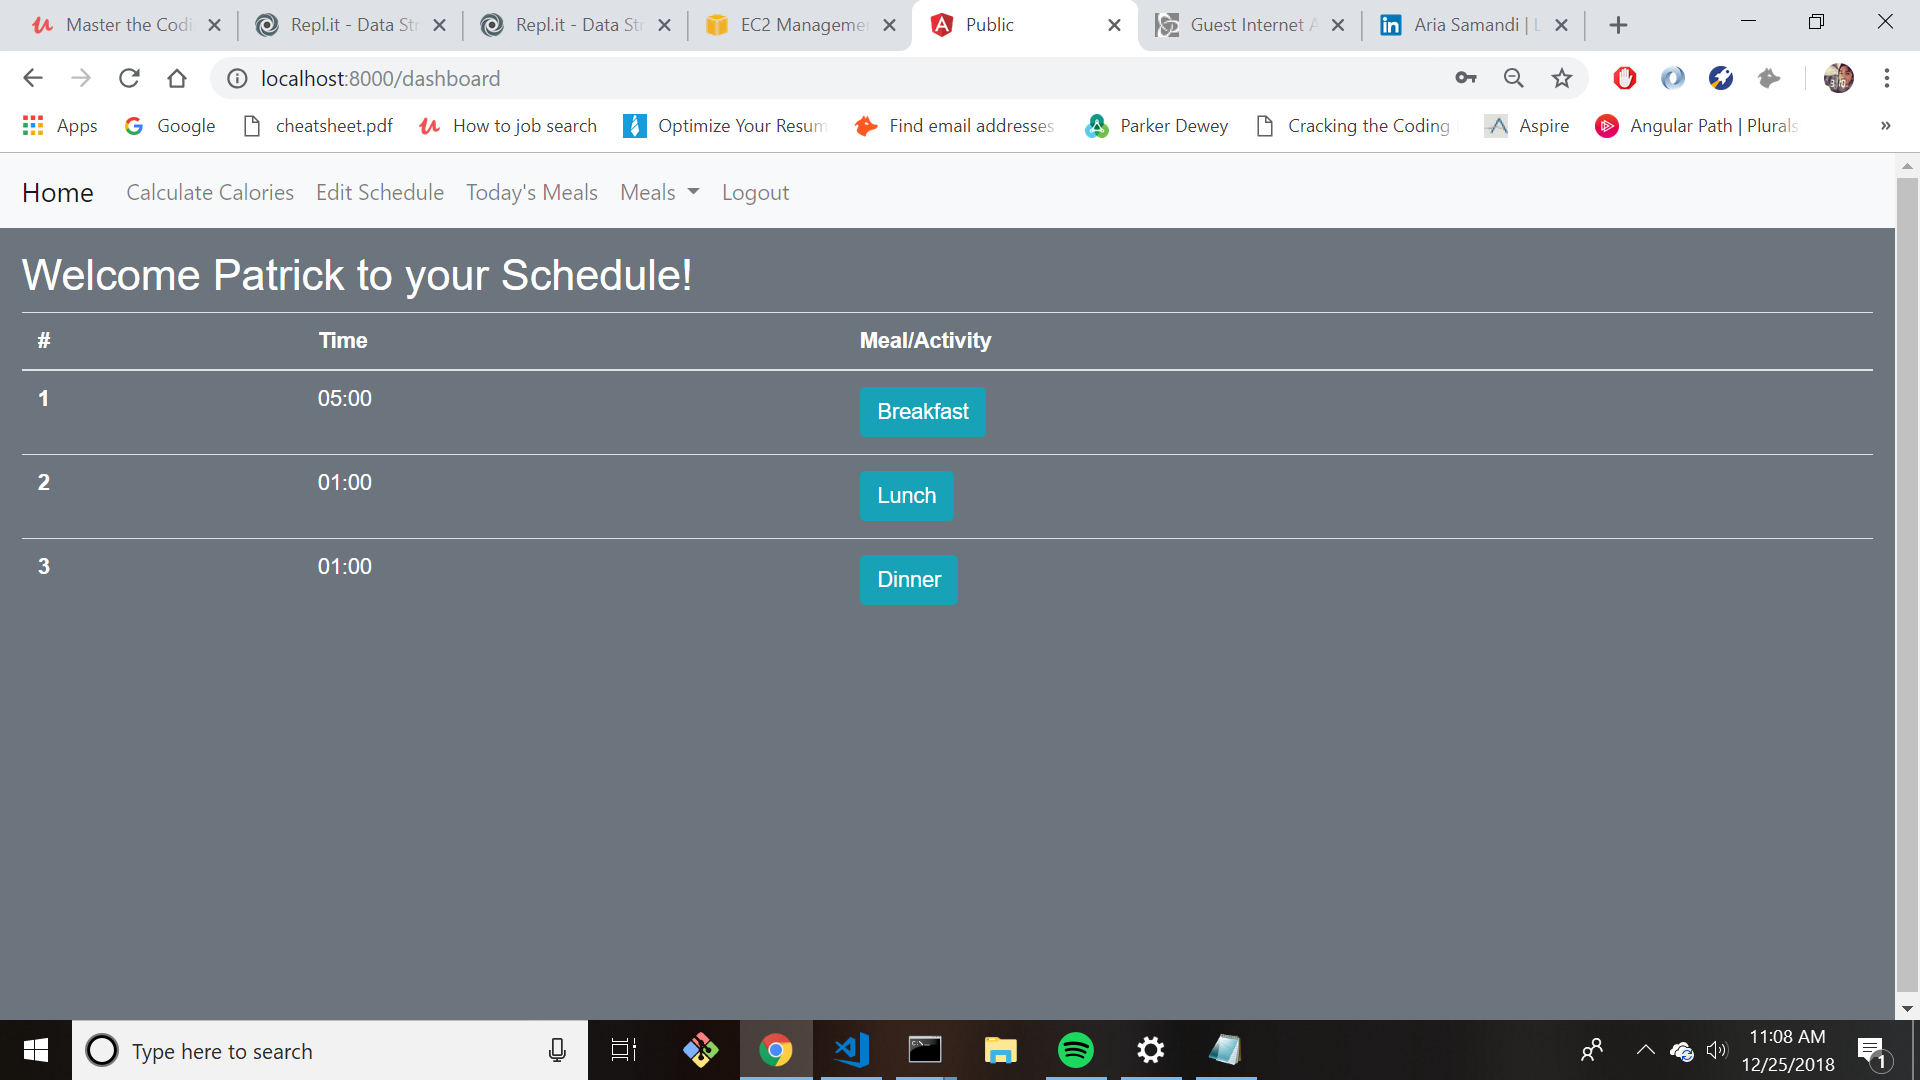 Master the Codi
Repl.it - Data Str
Repl.it - Data Str
EC2 Managemen
Public
Guest Internet A
Aria Samandi | L
localhost:8000/dashboard
Apps
Google
cheatsheet.pdf
How to job search
Optimize Your Resum
Find email addresses
Parker Dewey
Cracking the Coding
Aspire
Angular Path | Plurals
»
Home
Calculate Calories
Edit Schedule
Today's Meals
Meals
Logout
Welcome Patrick to your Schedule!
# Time Meal/Activity
1 05:00 Breakfast
2 01:00 Lunch
3 01:00 Dinner
Type here to search
11:08 AM
12/25/2018
1